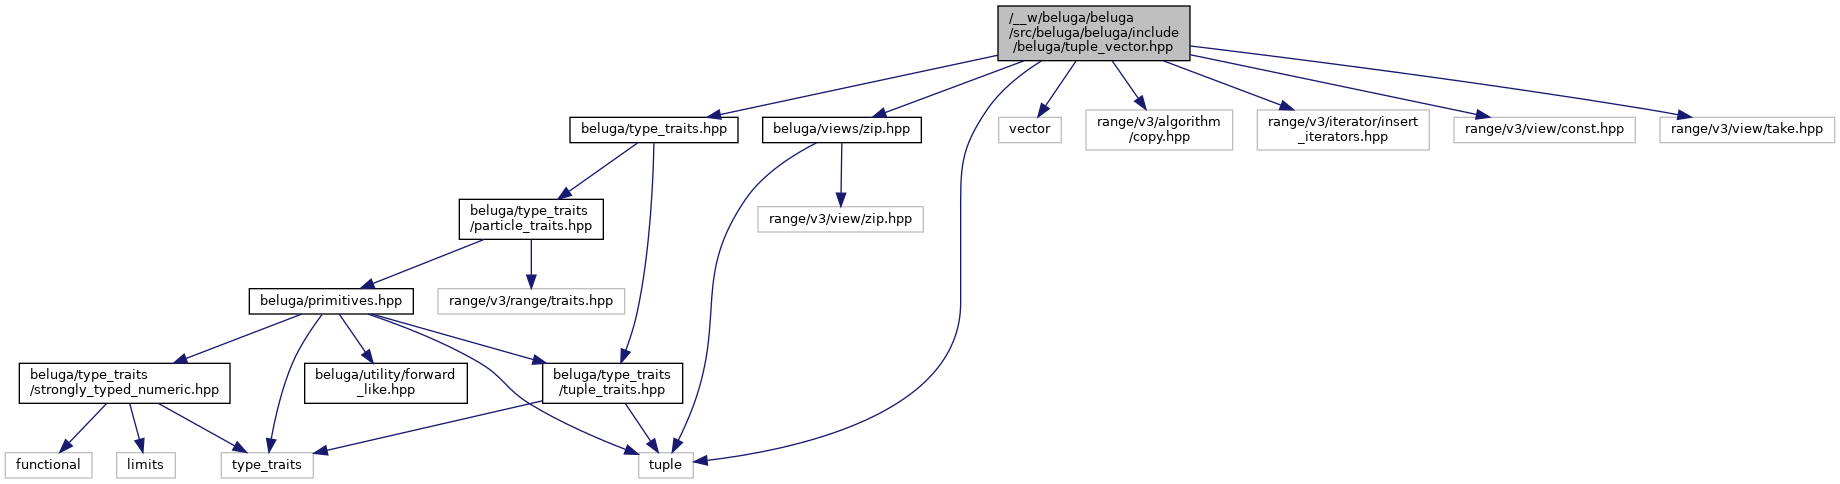 /__w/beluga/beluga
/src/beluga/beluga/include
/beluga/tuple_vector.hpp
beluga/type_traits.hpp
beluga/views/zip.hpp
vector
range/v3/algorithm
/copy.hpp
range/v3/iterator/insert
_iterators.hpp
range/v3/view/const.hpp
range/v3/view/take.hpp
beluga/type_traits
/particle_traits.hpp
range/v3/view/zip.hpp
beluga/primitives.hpp
range/v3/range/traits.hpp
beluga/type_traits
/strongly_typed_numeric.hpp
beluga/utility/forward
_like.hpp
beluga/type_traits
/tuple_traits.hpp
functional
limits
type_traits
tuple